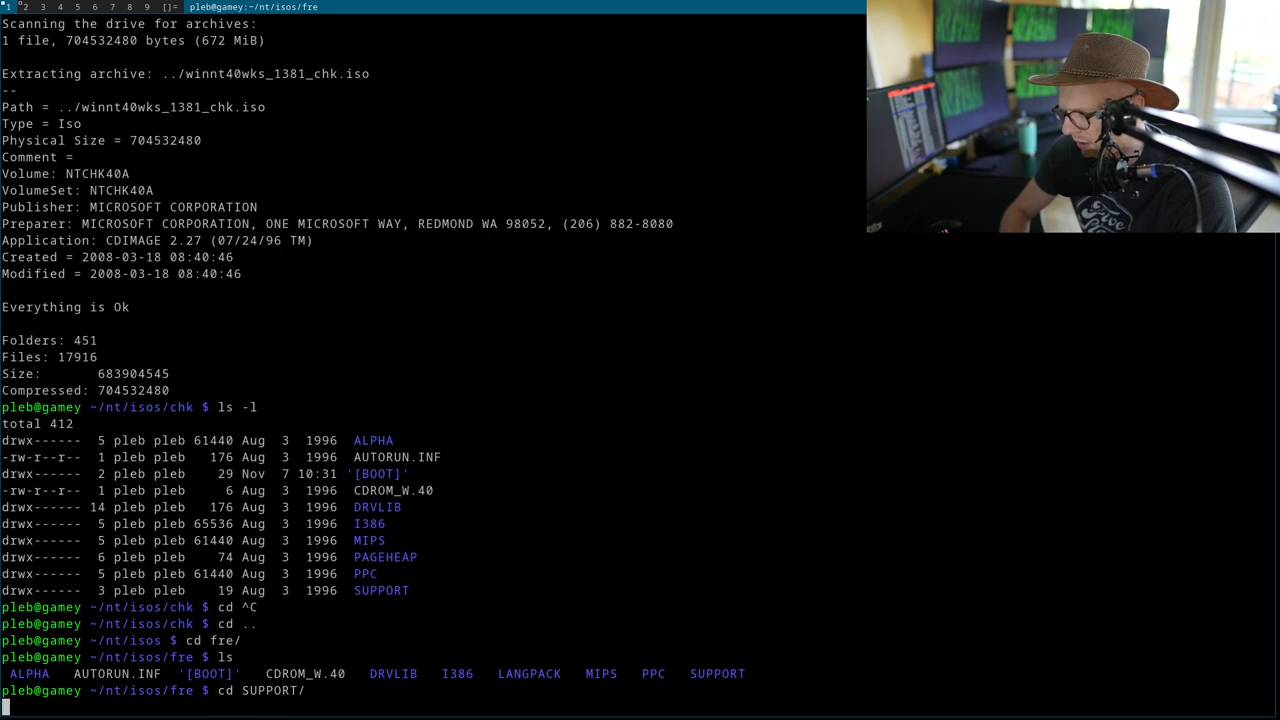 1 2 3 4 5 6 7 8 9 []= pleb@gamey:~/nt/isos/fre
Scanning the drive for archives:
1 file, 704532480 bytes (672 MiB)
Extracting archive: ../winnt40wks_1381_chk.iso
--
Path = ../winnt40wks_1381_chk.iso
Type = Iso
Physical Size = 704532480
Comment =
Volume: NTCHK40A
VolumeSet: NTCHK40A
Publisher: MICROSOFT CORPORATION
Preparer: MICROSOFT CORPORATION, ONE MICROSOFT WAY, REDMOND WA 98052, (206) 882-8080
Application: CDIMAGE 2.27 (07/24/96 TM)
Created = 2008-03-18 08:40:46
Modified = 2008-03-18 08:40:46
Everything is Ok
Folders: 451
Files: 17916
Size:       683904545
Compressed: 704532480
pleb@gamey ~/nt/isos/chk $ ls -l
total 412
drwx------  5 pleb pleb 61440 Aug  3  1996  ALPHA
-rw-r--r--  1 pleb pleb   176 Aug  3  1996  AUTORUN.INF
drwx------  2 pleb pleb    29 Nov  7 10:31 '[BOOT]'
-rw-r--r--  1 pleb pleb     6 Aug  3  1996  CDROM_W.40
drwx------ 14 pleb pleb   176 Aug  3  1996  DRVLIB
drwx------  5 pleb pleb 65536 Aug  3  1996  I386
drwx------  5 pleb pleb 61440 Aug  3  1996  MIPS
drwx------  6 pleb pleb    74 Aug  3  1996  PAGEHEAP
drwx------  5 pleb pleb 61440 Aug  3  1996  PPC
drwx------  3 pleb pleb    19 Aug  3  1996  SUPPORT
pleb@gamey ~/nt/isos/chk $ cd ^C
pleb@gamey ~/nt/isos/chk $ cd ..
pleb@gamey ~/nt/isos $ cd fre/
pleb@gamey ~/nt/isos/fre $ ls
ALPHA   AUTORUN.INF  '[BOOT]'   CDROM_W.40   DRVLIB   I386   LANGPACK   MIPS   PPC   SUPPORT
pleb@gamey ~/nt/isos/fre $ cd SUPPORT/